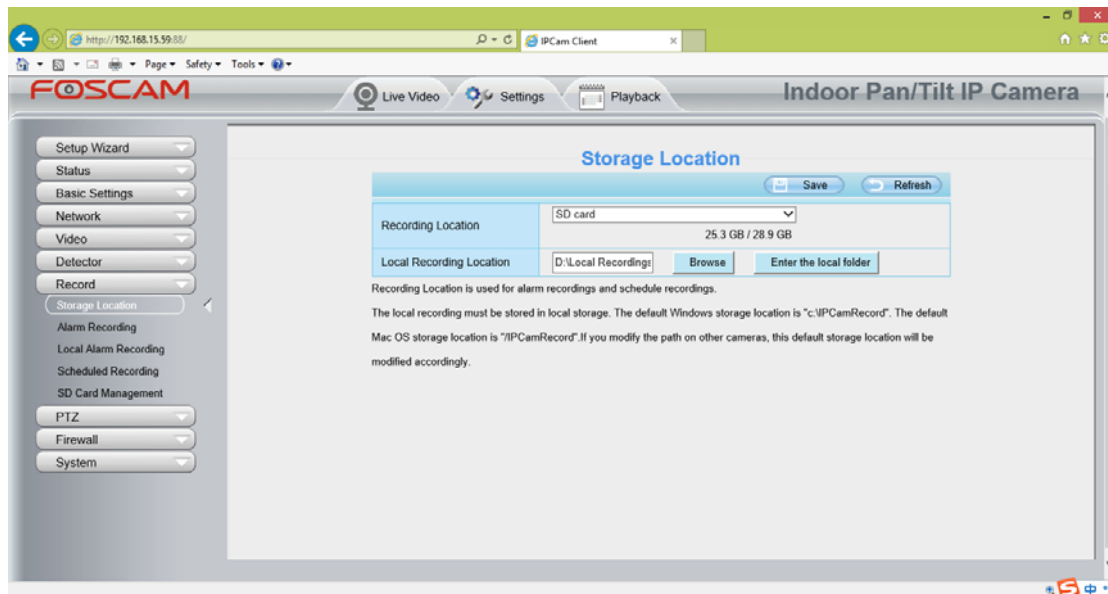 http://192.168.15.59:88/
IPCam Client
Page Safety Tools
FOSCAM
Live Video
Settings
Playback
Indoor Pan/Tilt IP Camera
Setup Wizard
Status
Basic Settings
Network
Video
Detector
Record
Storage Location
Alarm Recording
Local Alarm Recording
Scheduled Recording
SD Card Management
PTZ
Firewall
System
Storage Location
Save Refresh
Recording Location SD card
25.3 GB / 28.9 GB
Local Recording Location D:\Local Recordings Browse Enter the local folder
Recording Location is used for alarm recordings and schedule recordings.
The local recording must be stored in local storage. The default Windows storage location is "c:\IPCamRecord". The default
Mac OS storage location is "/IPCamRecord".If you modify the path on other cameras, this default storage location will be
modified accordingly.
中